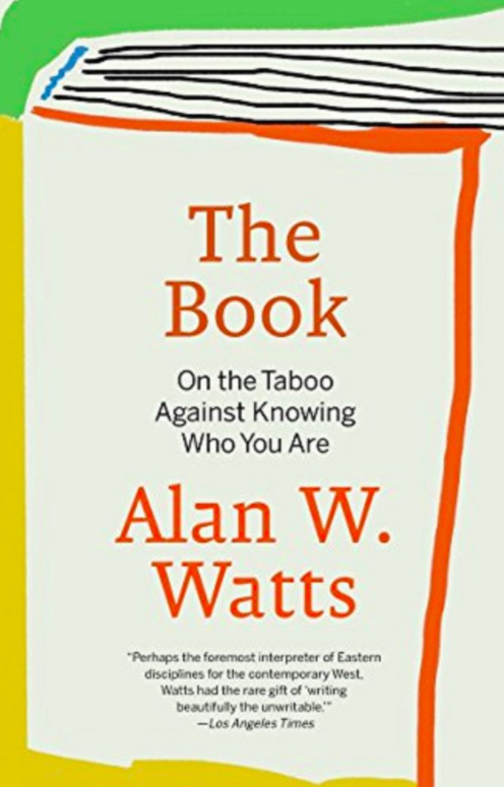 The
Book
On the Taboo
Against Knowing
Who You Are
Alan W.
Watts
“Perhaps the foremost interpreter of Eastern
disciplines for the contemporary West,
Watts had the rare gift of ‘writing
beautifully the unwritable.’”
—Los Angeles Times